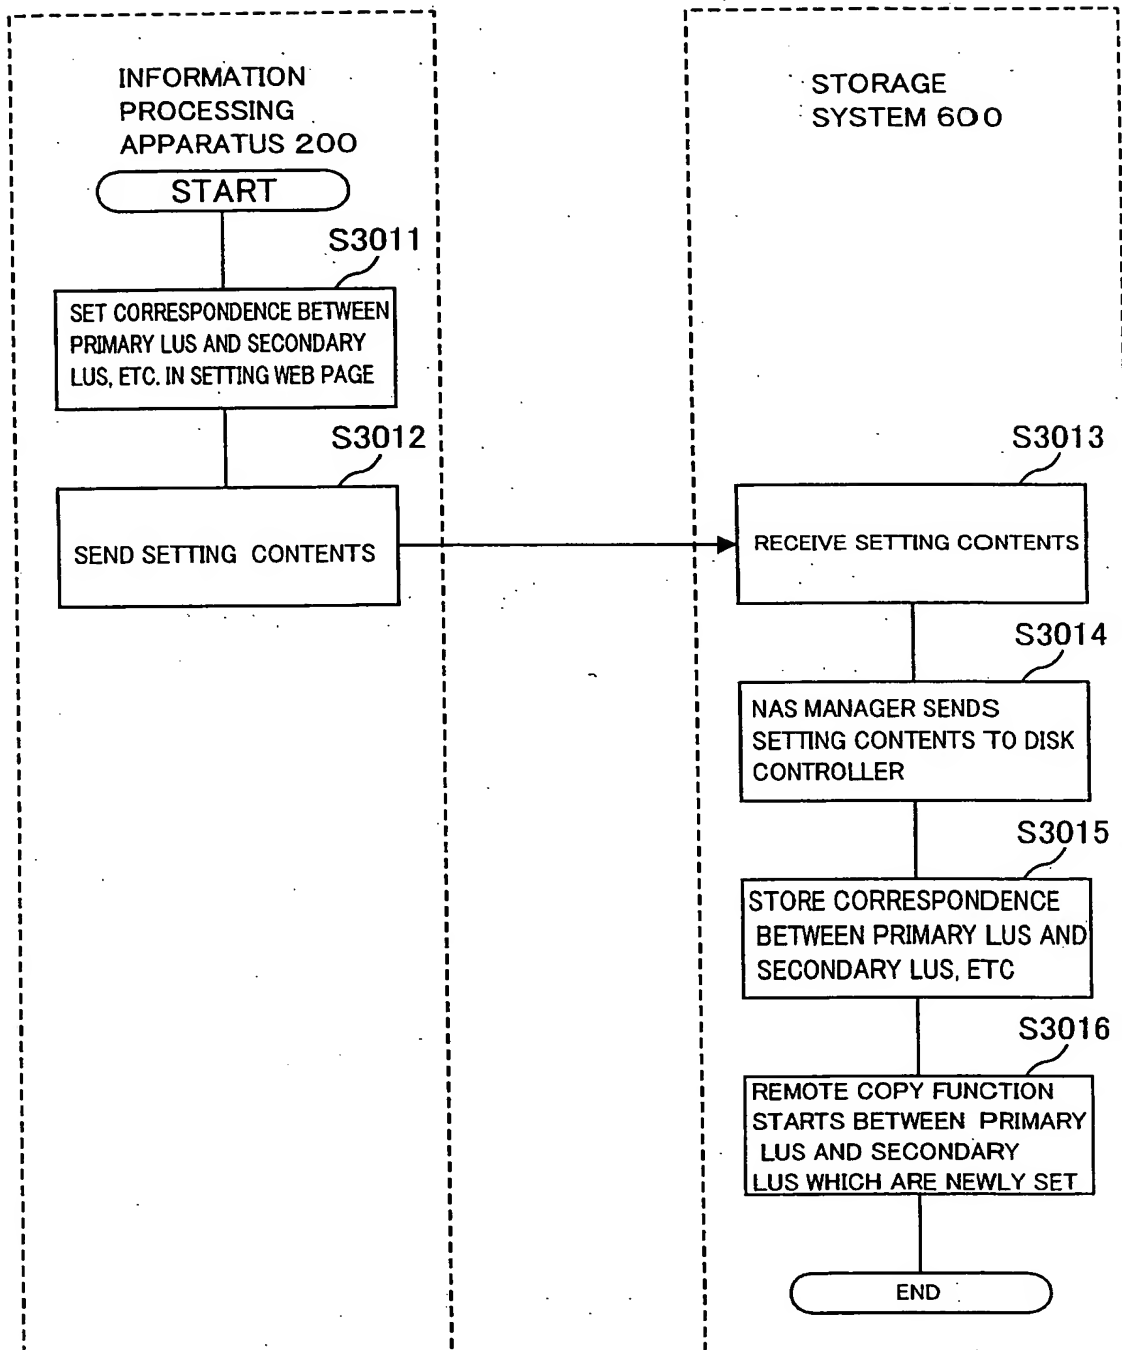 INFORMATION
PROCESSING
APPARATUS 200
START
S3011
SET CORRESPONDENCE BETWEEN
PRIMARY LUS AND SECONDARY
LUS, ETC. IN SETTING WEB PAGE
S3012
SEND SETTING CONTENTS
STORAGE
SYSTEM 600
S3013
RECEIVE SETTING CONTENTS
S3014
NAS MANAGER SENDS
SETTING CONTENTS TO DISK
CONTROLLER
S3015
STORE CORRESPONDENCE
BETWEEN PRIMARY LUS AND
SECONDARY LUS, ETC
S3016
REMOTE COPY FUNCTION
STARTS BETWEEN PRIMARY
LUS AND SECONDARY
LUS WHICH ARE NEWLY SET
END